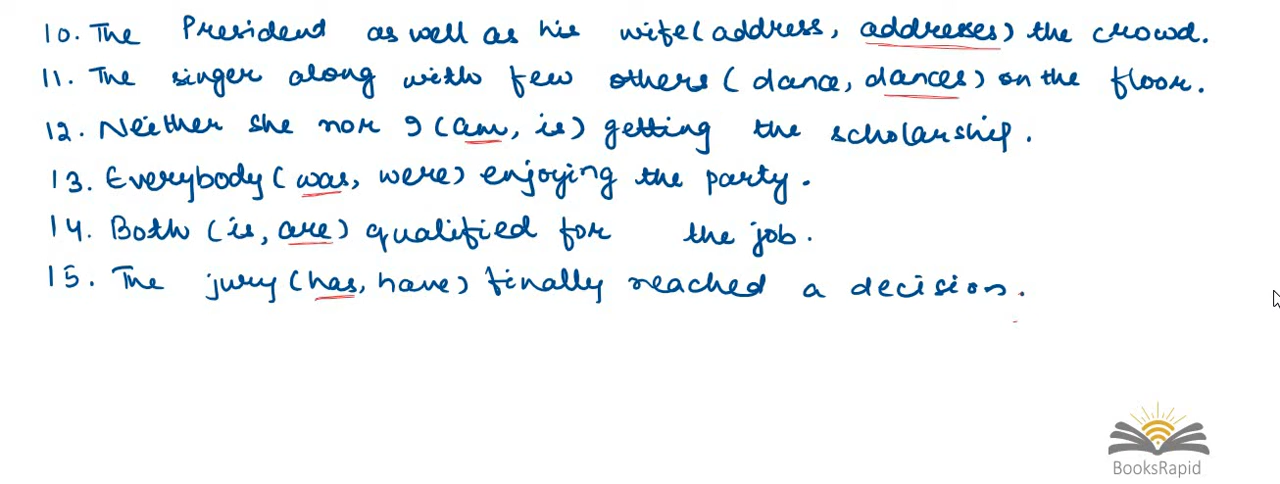 10. The President as well as his wife (address, addresses) the crowd.
11. The singer along with few others (dance, dances) on the floor.
12. Neither she nor I (am, is) getting the scholarship.
13. Everybody (was, were) enjoying the party.
14. Both (is, are) qualified for the job.
15. The jury (has, have) finally reached a decision.
BooksRapid